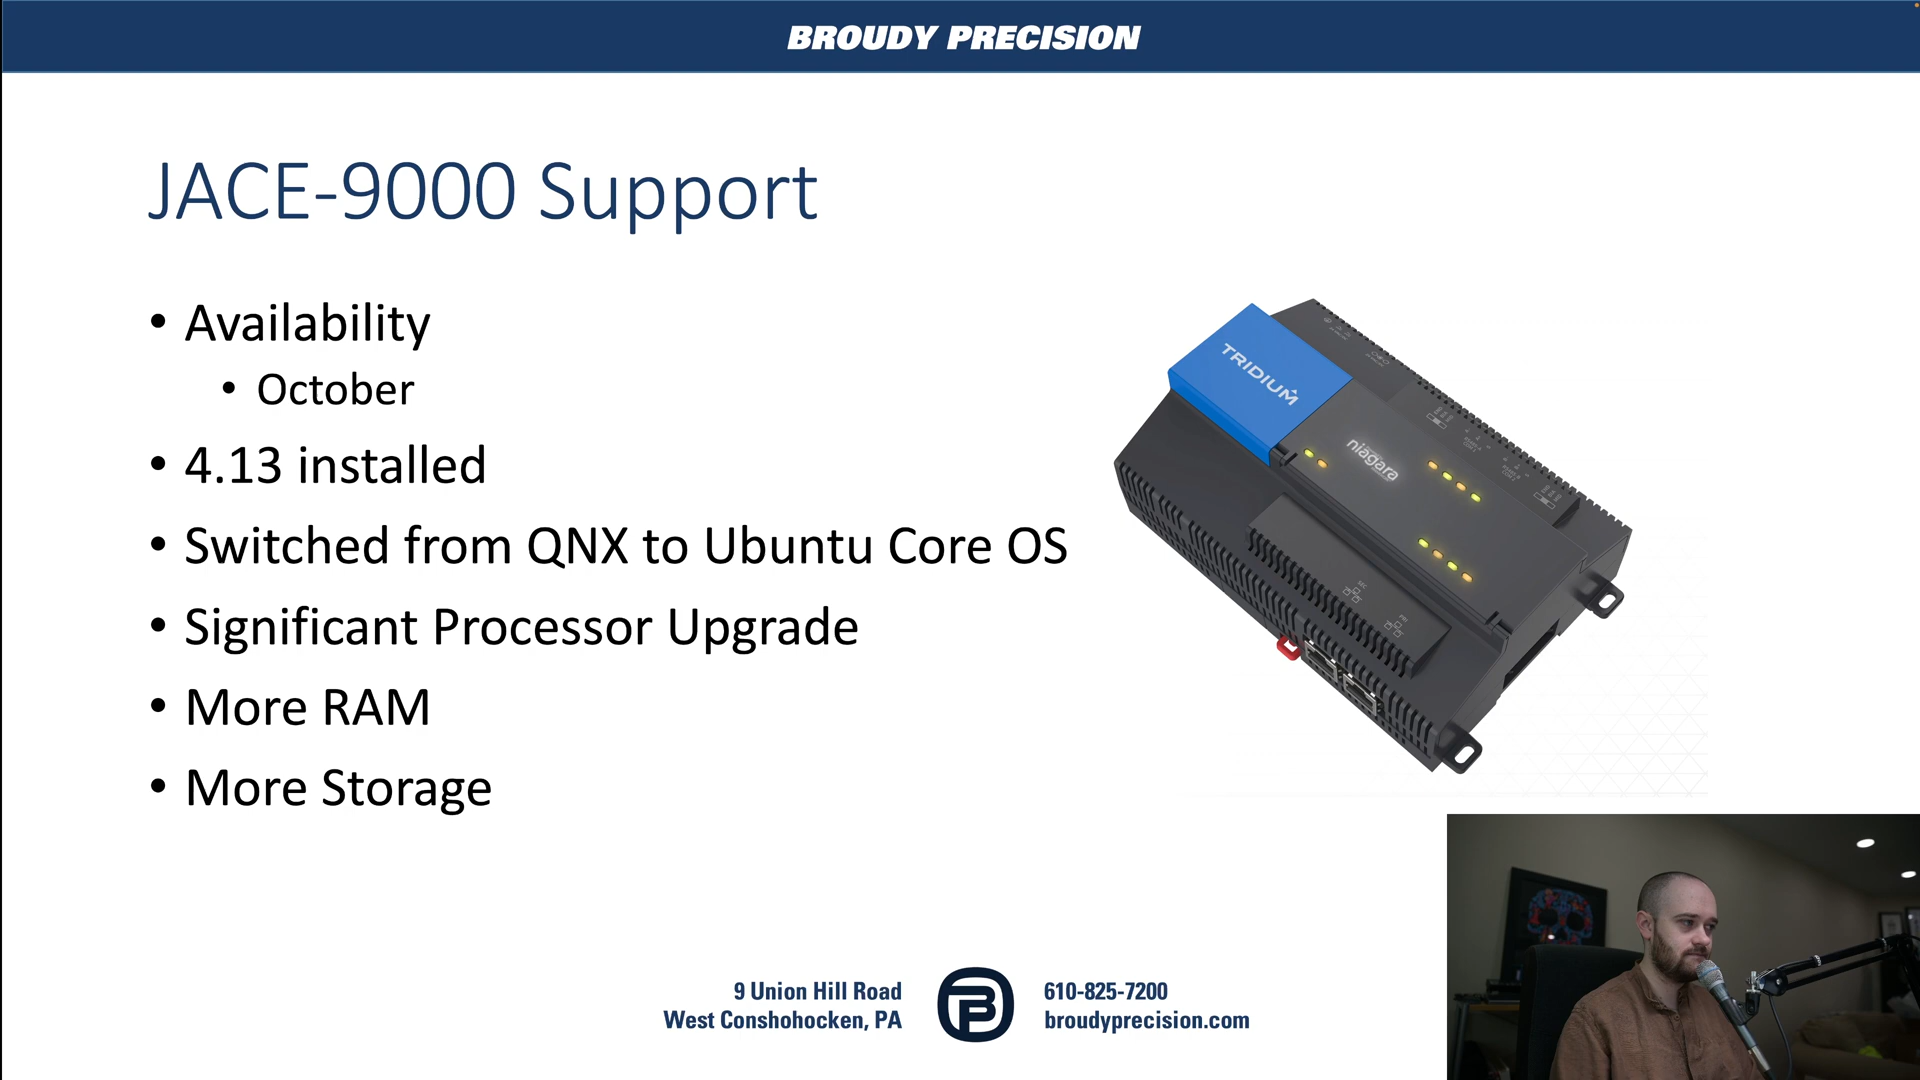 BROUDY PRECISION
JACE-9000 Support
• Availability
• October
• 4.13 installed
• Switched from QNX to Ubuntu Core OS
• Significant Processor Upgrade
• More RAM
• More Storage
TRIDIUM
niagara
SEC
PRI
9 Union Hill Road
West Conshohocken, PA
610-825-7200
broudyprecision.com